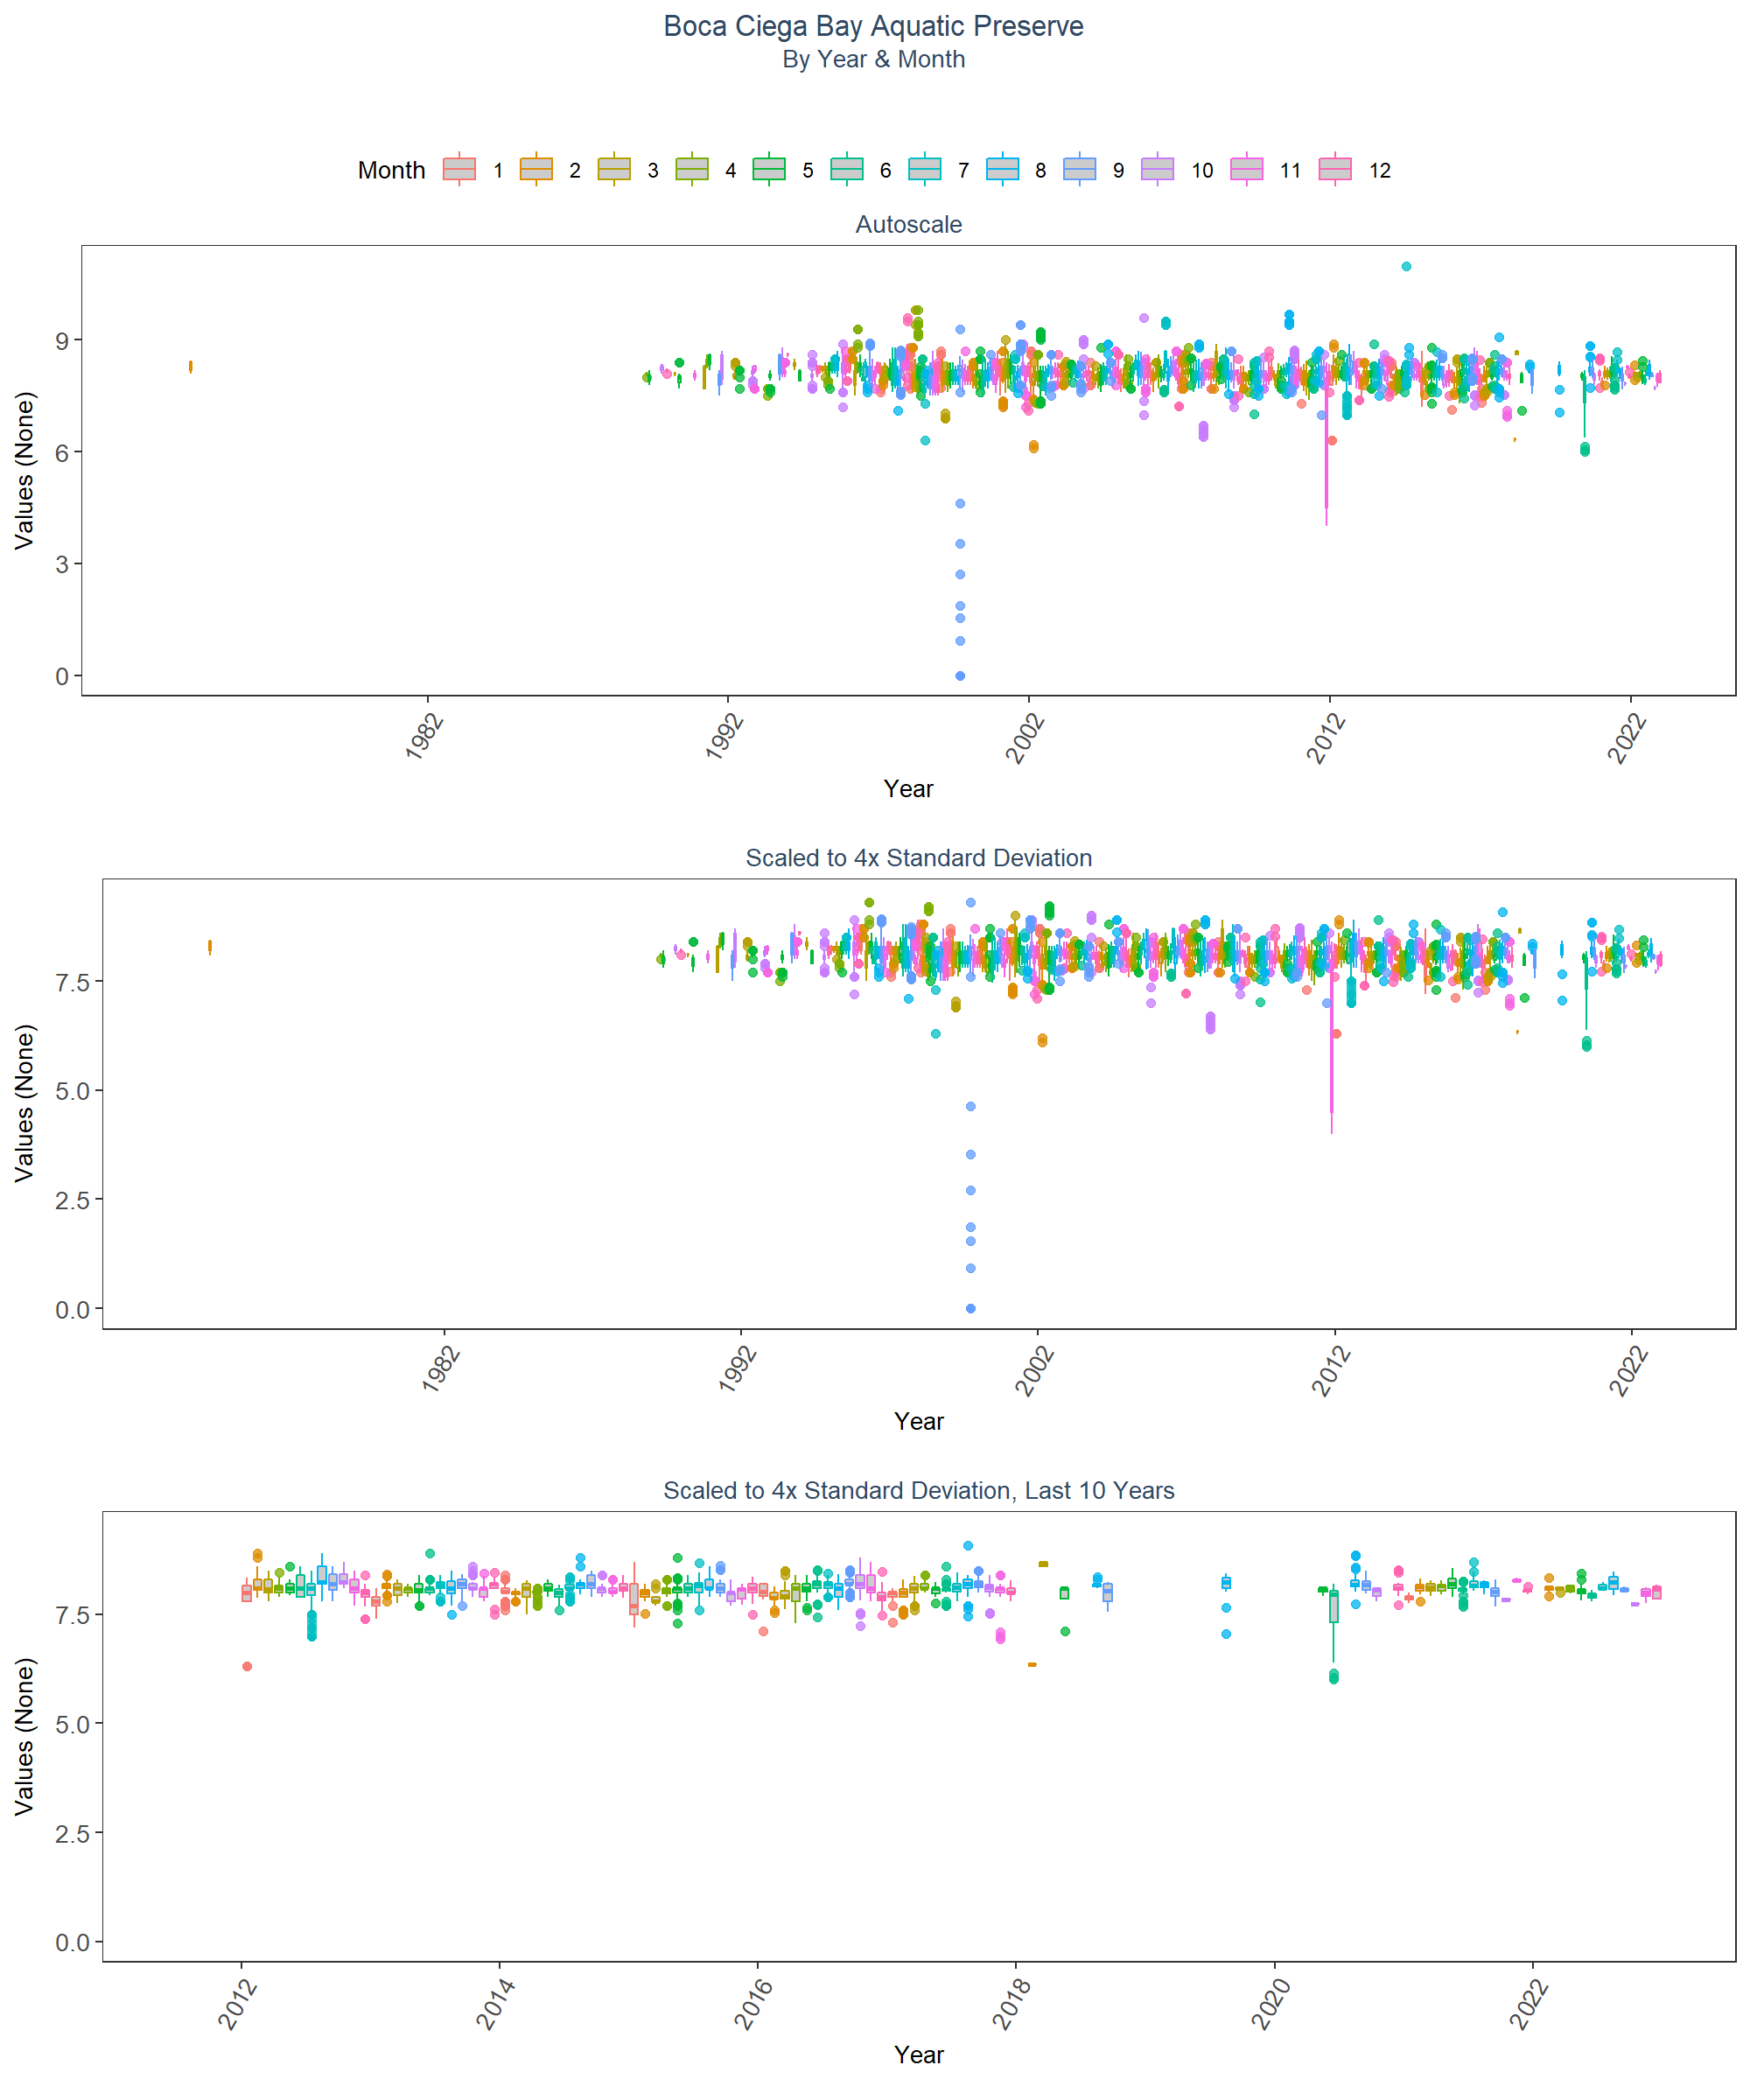 Boca Ciega Bay Aquatic Preserve
By Year & Month
Month 1 2 3 4 5 6 7 8 9 10 11 12
Autoscale
Values (None)
9
6
3
0
1982 1992 2002 2012 2022
Year
Scaled to 4x Standard Deviation
Values (None)
7.5
5.0
2.5
0.0
1982 1992 2002 2012 2022
Year
Scaled to 4x Standard Deviation, Last 10 Years
Values (None)
7.5
5.0
2.5
0.0
2012 2014 2016 2018 2020 2022
Year